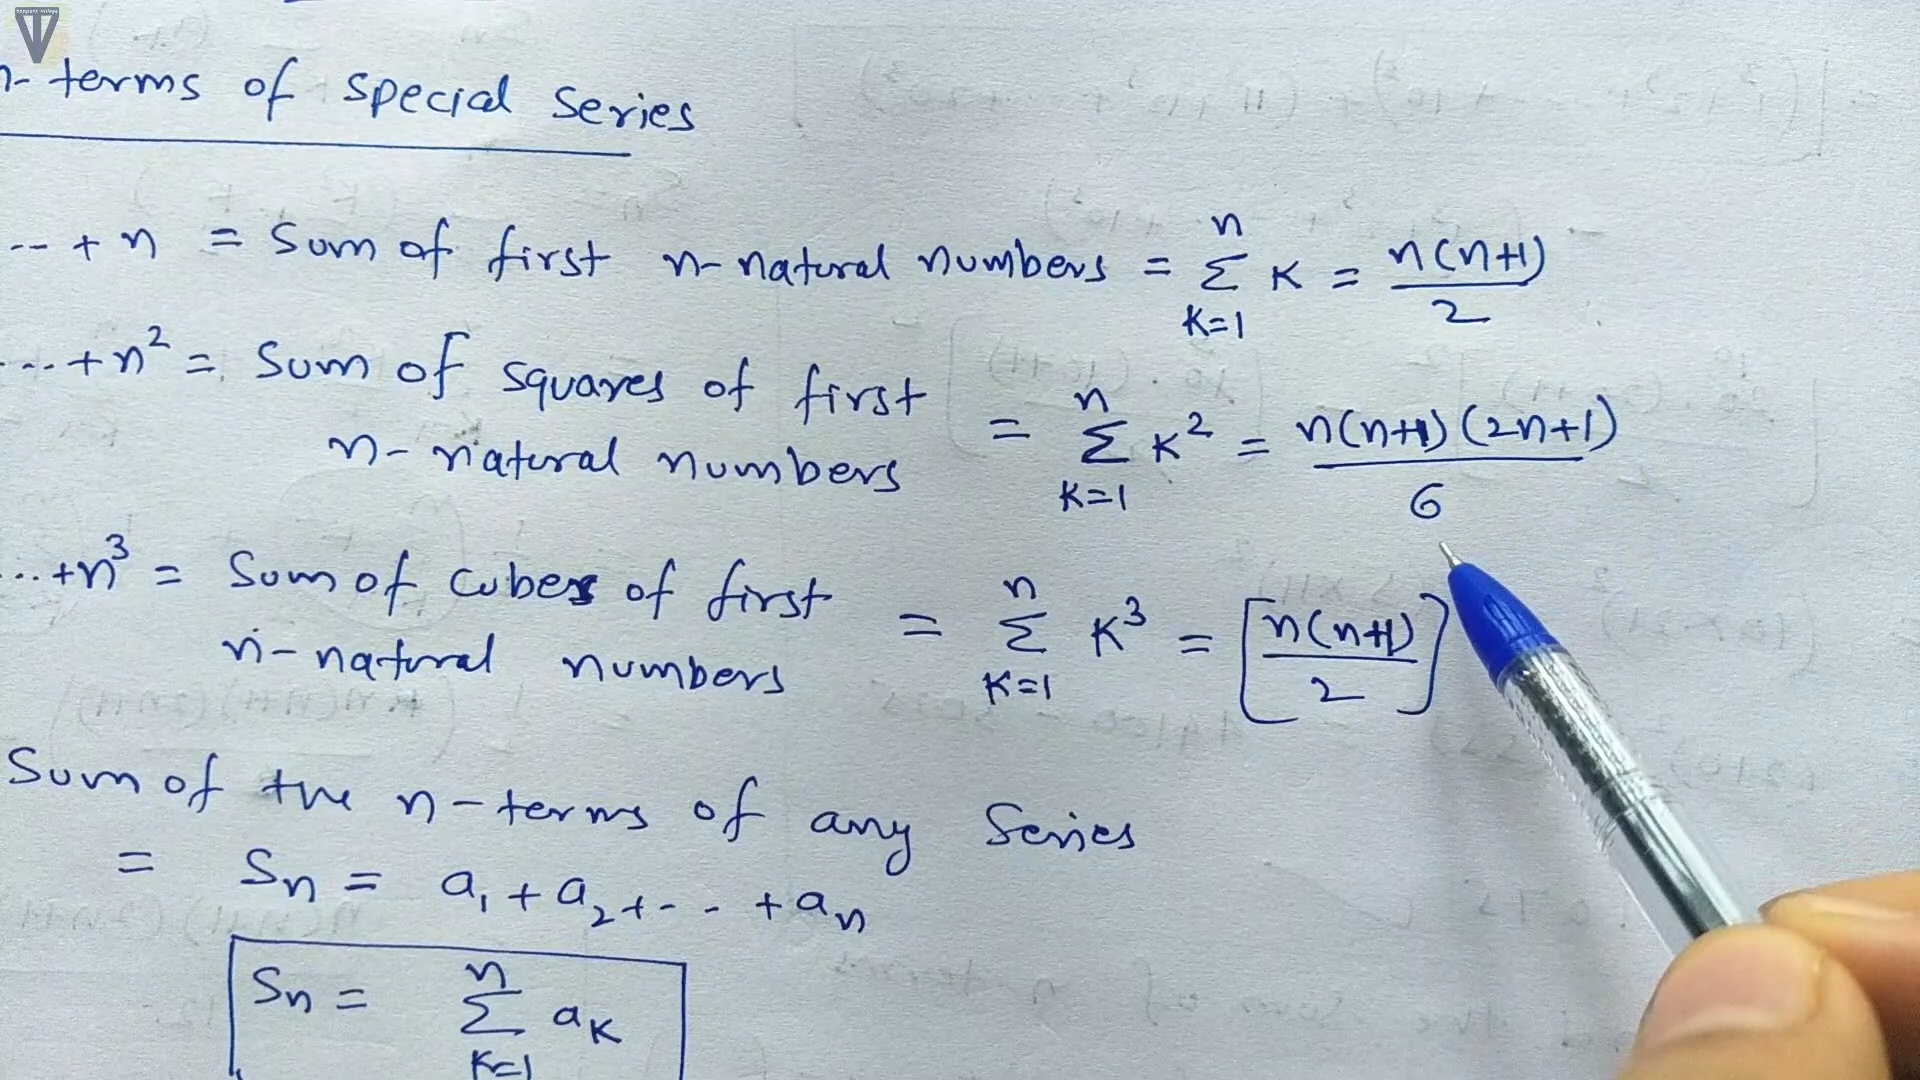 n-terms of special series
... + n = Sum of first n-natural numbers = n Σ K=1 K = n(n+1) / 2
... + n² = Sum of squares of first n-natural numbers = n Σ K=1 K² = n(n+1)(2n+1) / 6
... + n³ = Sum of cubes of first n-natural numbers = n Σ K=1 K³ = [n(n+1) / 2]
Sum of the n-terms of any Series
= Sn = a₁ + a₂ + - - + an
Sn = n Σ K=1 aK